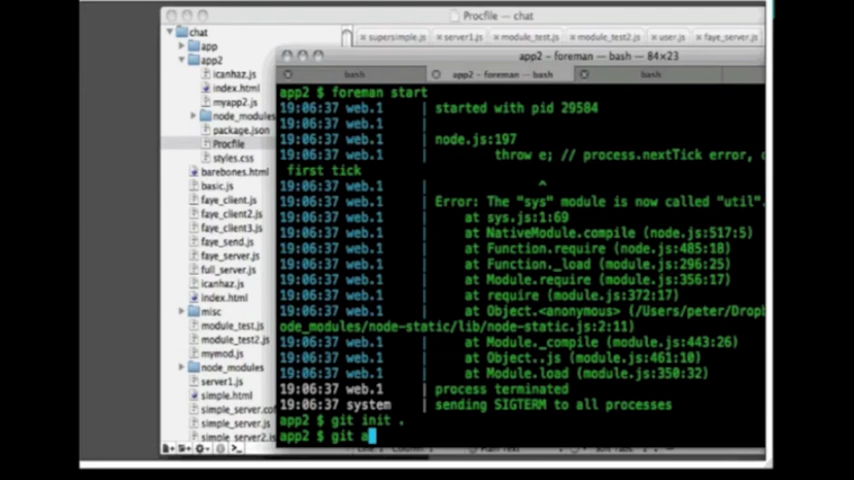 Procfile — chat
chat
app
app2
icanhaz.js
index.html
myapp2.js
node_modules
package.json
Procfile
styles.css
barebones.html
basic.js
faye_client.js
faye_client2.js
faye_client3.js
faye_send.js
faye_server.js
full_server.js
icanhaz.js
index.html
misc
module_test.js
module_test2.js
mymod.js
node_modules
server1.js
simple.html
simple_server.
simple_server.js
simple_server2.js
supersimple.js server1.js module_test.js module_test2.js user.js faye_server.js
app2 — foreman — bash — 84×23
bash app2 – foreman — bash bash
app2 $ foreman start
19:06:37 web.1 | started with pid 29584
19:06:37 web.1 |
19:06:37 web.1 | node.js:197
19:06:37 web.1 | throw e; // process.nextTick error,
first tick
19:06:37 web.1 | ^
19:06:37 web.1 | Error: The "sys" module is now called "util".
19:06:37 web.1 | at sys.js:1:69
19:06:37 web.1 | at NativeModule.compile (node.js:517:5)
19:06:37 web.1 | at Function.require (node.js:485:18)
19:06:37 web.1 | at Function._load (module.js:296:25)
19:06:37 web.1 | at Module.require (module.js:356:17)
19:06:37 web.1 | at require (module.js:372:17)
19:06:37 web.1 | at Object.<anonymous> (/Users/peter/Drop
ode_modules/node-static/lib/node-static.js:2:11)
19:06:37 web.1 | at Module._compile (module.js:443:26)
19:06:37 web.1 | at Object..js (module.js:461:10)
19:06:37 web.1 | at Module.load (module.js:350:32)
19:06:37 web.1 | process terminated
19:06:37 system | sending SIGTERM to all processes
app2 $ git init .
app2 $ git a